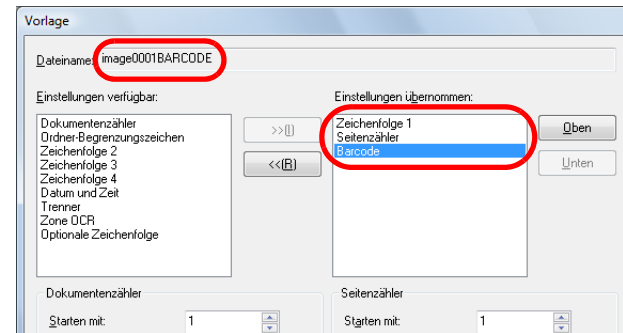 Vorlage
Dateiname: image0001BARCODE
Einstellungen verfügbar:
Einstellungen übernommen:
Dokumentenzähler
Ordner-Begrenzungszeichen
Zeichenfolge 2
Zeichenfolge 3
Zeichenfolge 4
Datum und Zeit
Trenner
Zone OCR
Optionale Zeichenfolge
>>(I)
<<(R)
Zeichenfolge 1
Seitenzähler
Barcode
Oben
Unten
Dokumentenzähler
Starten mit: 1
Seitenzähler
Starten mit: 1